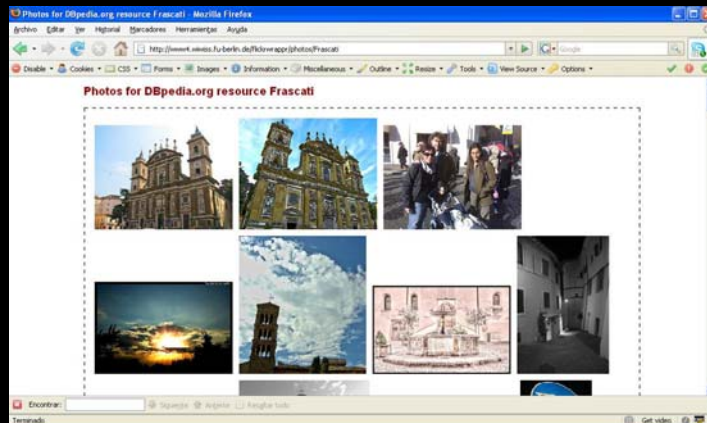 Photos for DBpedia.org resource Frascati - Mozilla Firefox
Archivo Editar Ver Historial Marcadores Herramientas Ayuda
http://www4.wiwiss.fu-berlin.de/flickrwrappr/photos/Frascati Google
Disable Cookies CSS Forms Images Information Miscellaneous Outline Resize Tools View Source Options
Photos for DBpedia.org resource Frascati
Encontrar: Siguiente Anterior Resaltar todo
Terminado Get video